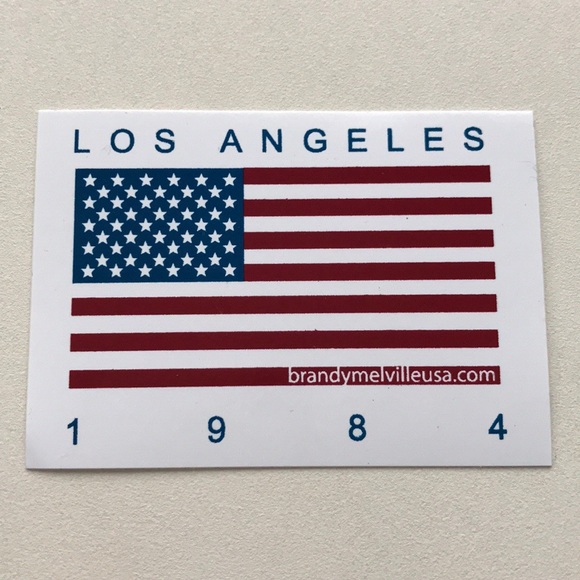 LOS ANGELES
brandymelvilleusa.com
1 9 8 4